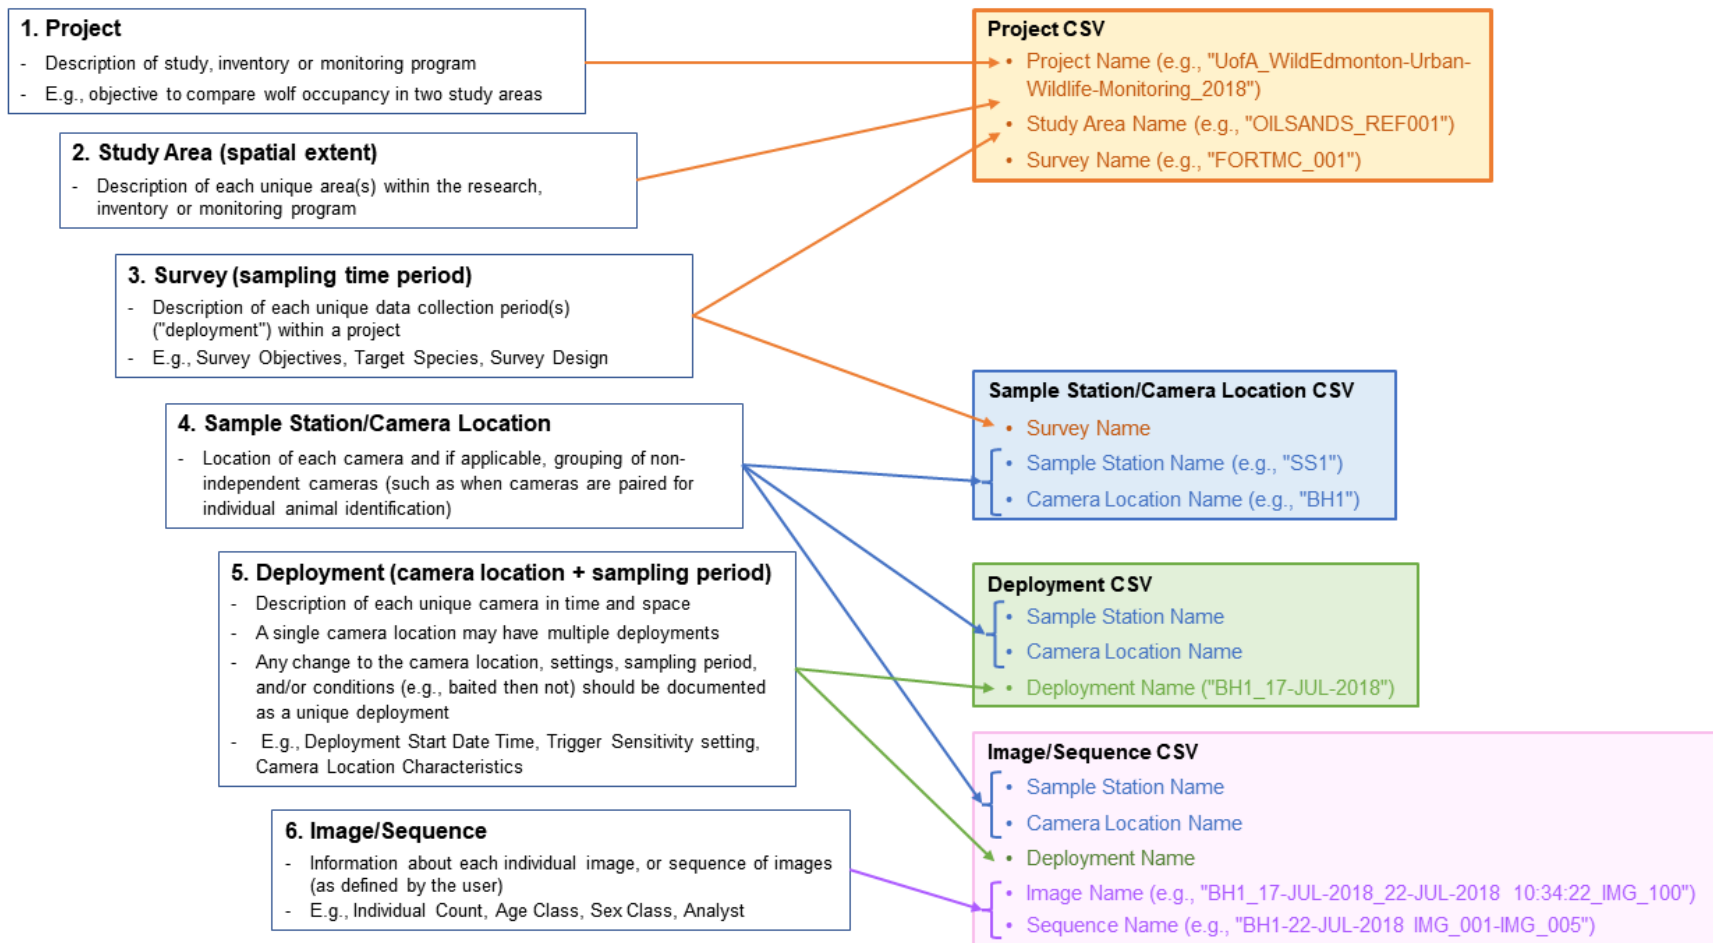 1. Project
- Description of study, inventory or monitoring program
- E.g., objective to compare wolf occupancy in two study areas
2. Study Area (spatial extent)
- Description of each unique area(s) within the research,
inventory or monitoring program
3. Survey (sampling time period)
- Description of each unique data collection period(s)
("deployment") within a project
- E.g., Survey Objectives, Target Species, Survey Design
4. Sample Station/Camera Location
- Location of each camera and if applicable, grouping of non-
independent cameras (such as when cameras are paired for
individual animal identification)
5. Deployment (camera location + sampling period)
- Description of each unique camera in time and space
- A single camera location may have multiple deployments
- Any change to the camera location, settings, sampling period,
and/or conditions (e.g., baited then not) should be documented
as a unique deployment
- E.g., Deployment Start Date Time, Trigger Sensitivity setting,
Camera Location Characteristics
6. Image/Sequence
- Information about each individual image, or sequence of images
(as defined by the user)
- E.g., Individual Count, Age Class, Sex Class, Analyst
Project CSV
• Project Name (e.g., "UofA_WildEdmonton-Urban-
Wildlife-Monitoring_2018")
• Study Area Name (e.g., "OILSANDS_REF001")
• Survey Name (e.g., "FORTMC_001")
Sample Station/Camera Location CSV
• Survey Name
• Sample Station Name (e.g., "SS1")
• Camera Location Name (e.g., "BH1")
Deployment CSV
• Sample Station Name
• Camera Location Name
• Deployment Name ("BH1_17-JUL-2018")
Image/Sequence CSV
• Sample Station Name
• Camera Location Name
• Deployment Name
• Image Name (e.g., "BH1_17-JUL-2018_22-JUL-2018 10:34:22_IMG_100")
• Sequence Name (e.g., "BH1-22-JUL-2018 IMG_001-IMG_005")